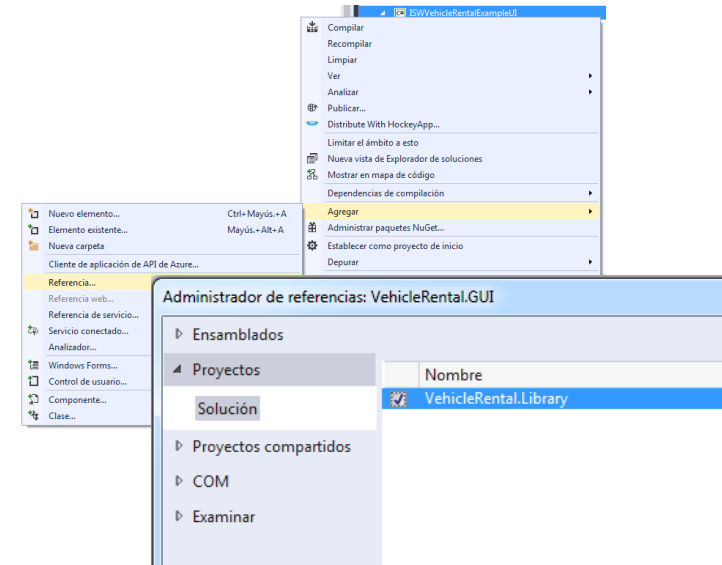 ISWVehicleRentalExampleUI
Compilar
Recompilar
Limpiar
Ver
Analizar
Publicar...
Distribute With HockeyApp...
Limitar el ámbito a esto
Nueva vista de Explorador de soluciones
Mostrar en mapa de código
Dependencias de compilación
Agregar
Administrar paquetes NuGet...
Establecer como proyecto de inicio
Depurar
Nuevo elemento... Ctrl+Mayús.+A
Elemento existente... Mayús.+Alt+A
Nueva carpeta
Cliente de aplicación de API de Azure...
Referencia...
Referencia web...
Referencia de servicio...
Servicio conectado...
Analizador...
Windows Forms...
Control de usuario...
Componente...
Clase...
Administrador de referencias: VehicleRental.GUI
Ensamblados
Proyectos
Solución
Proyectos compartidos
COM
Examinar
Nombre
VehicleRental.Library